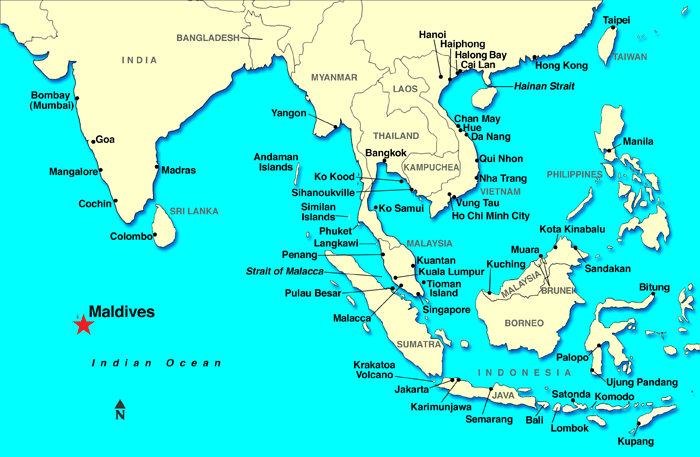 Taipei
Hanoi
Haiphong
BANGLADESH
Halong Bay
INDIA
Cai Lan
TAIWAN
Hong Kong
MYANMAR
Hainan Strait
LAOS
Bombay
(Mumbai)
Yangon
Chan May
Hue
THAILAND
Da Nang
Goa
Manila
Bangkok
Andaman
Islands
Qui Nhon
Mangalore
Madras
KAMPUCHEA
Ko Kood
PHILIPPINES
Nha Trang
Sihanoukville
VIETNAM
Cochin
Vung Tau
SRI LANKA
Similan
Islands
Ko Samui
Ho Chi Minh City
Kota Kinabalu
Phuket
Colombo
Langkawi
MALAYSIA
Muara
Penang
Kuantan
Kuching
Sandakan
Strait of Malacca
Kuala Lumpur
MALAYSIA
Tioman
Island
BRUNEI
Bitung
Pulau Besar
Maldives
Singapore
Malacca
BORNEO
SUMATRA
Palopo
Indian Ocean
Krakatoa
Volcano
INDONESIA
Ujung Pandang
Jakarta
JAVA
Satonda
Komodo
Karimunjawa
N
Semarang
Bali
Lombok
Kupang